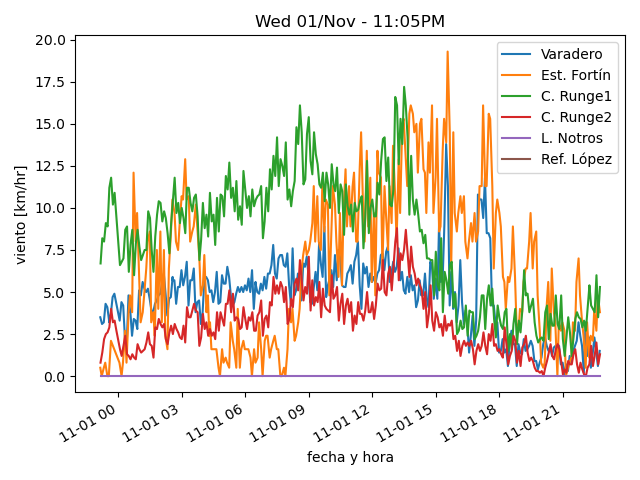 Wed 01/Nov - 11:05PM
viento [km/hr]
20.0
17.5
15.0
12.5
10.0
7.5
5.0
2.5
0.0
Varadero
Est. Fortín
C. Runge1
C. Runge2
L. Notros
Ref. López
11-01 00
11-01 03
11-01 06
11-01 09
11-01 12
11-01 15
11-01 18
11-01 21
fecha y hora